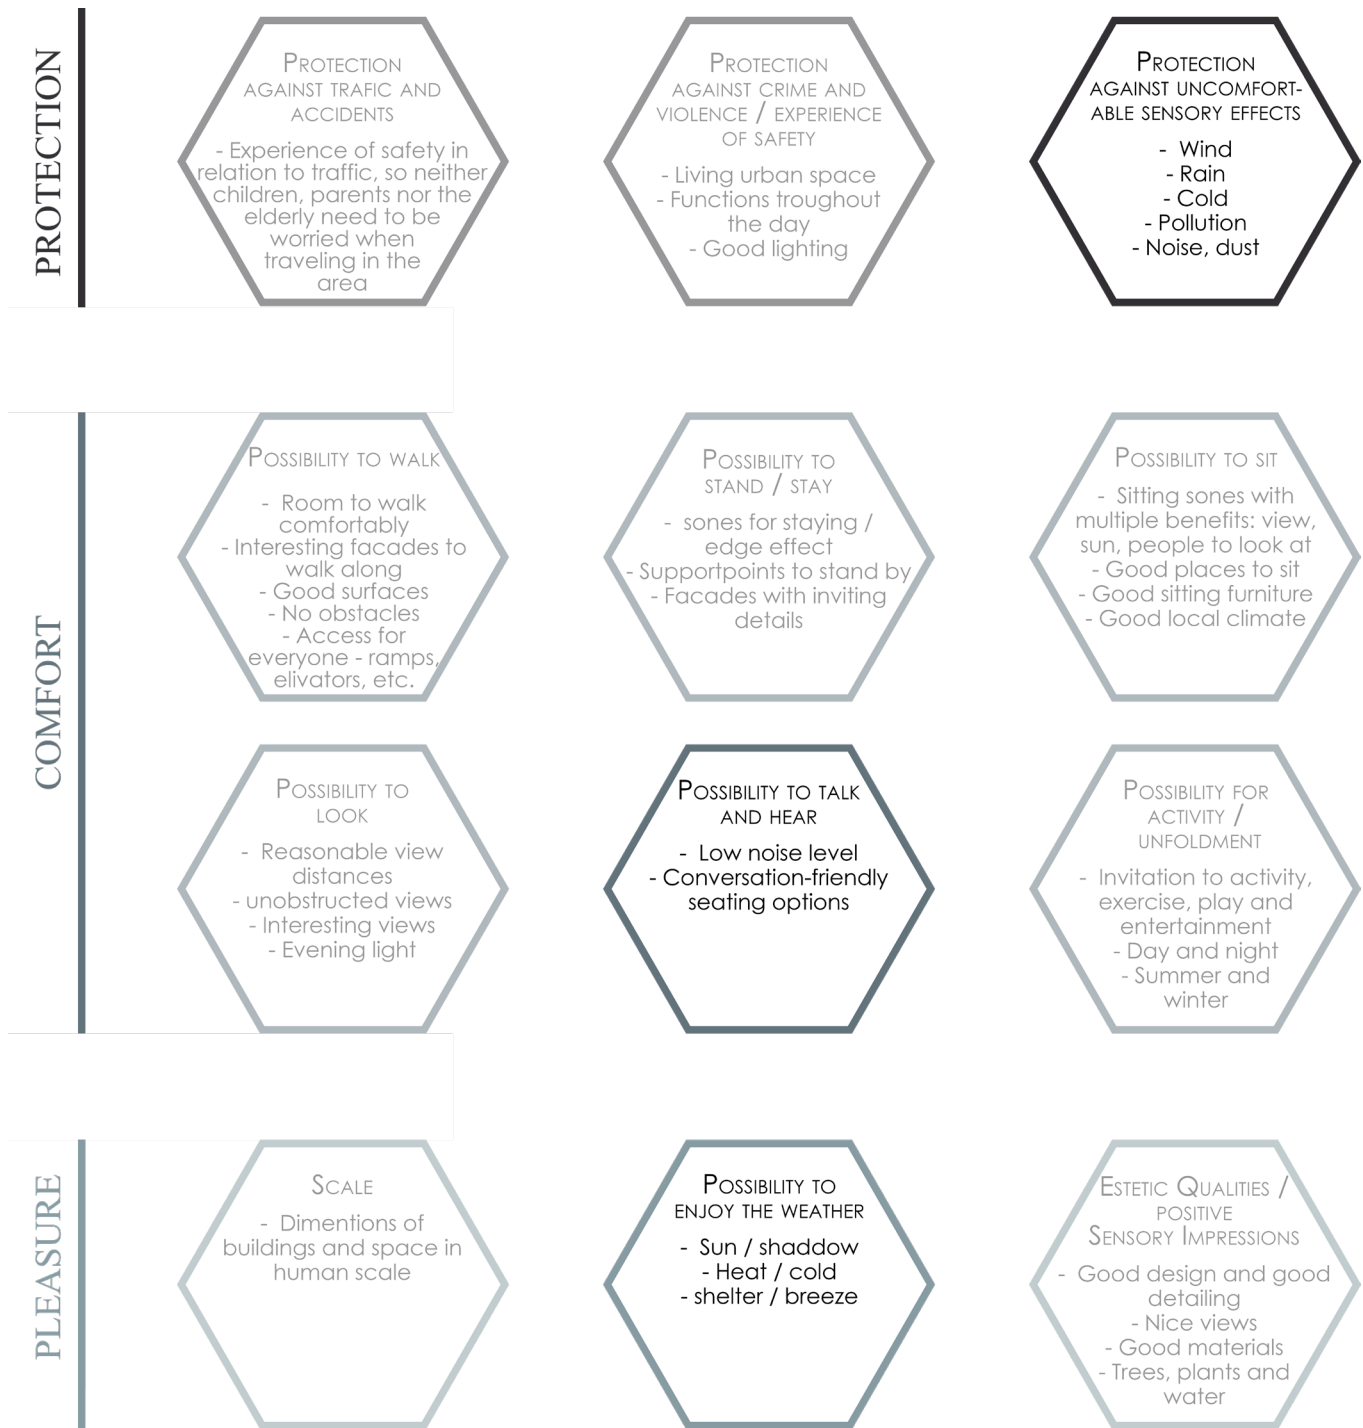 PROTECTION
PROTECTION
AGAINST TRAFIC AND
ACCIDENTS
- Experience of safety in
relation to traffic, so neither
children, parents nor the
elderly need to be
worried when
traveling in the
area
PROTECTION
AGAINST CRIME AND
VIOLENCE / EXPERIENCE
OF SAFETY
- Living urban space
- Functions troughout
the day
- Good lighting
PROTECTION
AGAINST UNCOMFORT-
ABLE SENSORY EFFECTS
- Wind
- Rain
- Cold
- Pollution
- Noise, dust
COMFORT
POSSIBILITY TO WALK
- Room to walk
comfortably
- Interesting facades to
walk along
- Good surfaces
- No obstacles
- Access for
everyone - ramps,
elivators, etc.
POSSIBILITY TO
STAND / STAY
- sones for staying /
edge effect
- Supportpoints to stand by
- Facades with inviting
details
POSSIBILITY TO SIT
- Sitting sones with
multiple benefits: view,
sun, people to look at
- Good places to sit
- Good sitting furniture
- Good local climate
POSSIBILITY TO
LOOK
- Reasonable view
distances
- unobstructed views
- Interesting views
- Evening light
POSSIBILITY TO TALK
AND HEAR
- Low noise level
- Conversation-friendly
seating options
POSSIBILITY FOR
ACTIVITY /
UNFOLDMENT
- Invitation to activity,
exercise, play and
entertainment
- Day and night
- Summer and
winter
PLEASURE
SCALE
- Dimentions of
buildings and space in
human scale
POSSIBILITY TO
ENJOY THE WEATHER
- Sun / shaddow
- Heat / cold
- shelter / breeze
ESTETIC QUALITIES /
POSITIVE
SENSORY IMPRESSIONS
- Good design and good
detailing
- Nice views
- Good materials
- Trees, plants and
water